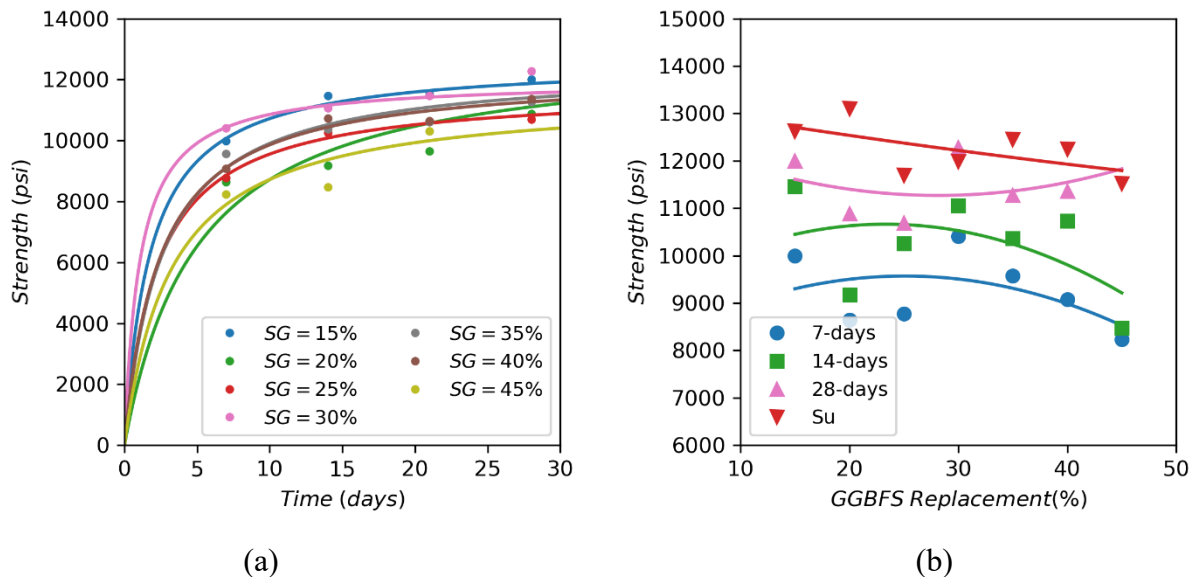 14000
12000
10000
8000
6000
4000
2000
0
Strength (psi)
SG = 15%
SG = 20%
SG = 25%
SG = 30%
SG = 35%
SG = 40%
SG = 45%
0 5 10 15 20 25 30
Time (days)
(a)
15000
14000
13000
12000
11000
10000
9000
8000
7000
6000
Strength (psi)
7-days
14-days
28-days
Su
10 20 30 40 50
GGBFS Replacement(%)
(b)